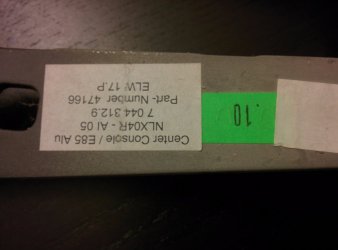 Center Console / E85 Alu
NLX04R - Al 05
7 044 312.9
Part- Number 47166
ELW 17.P
10.